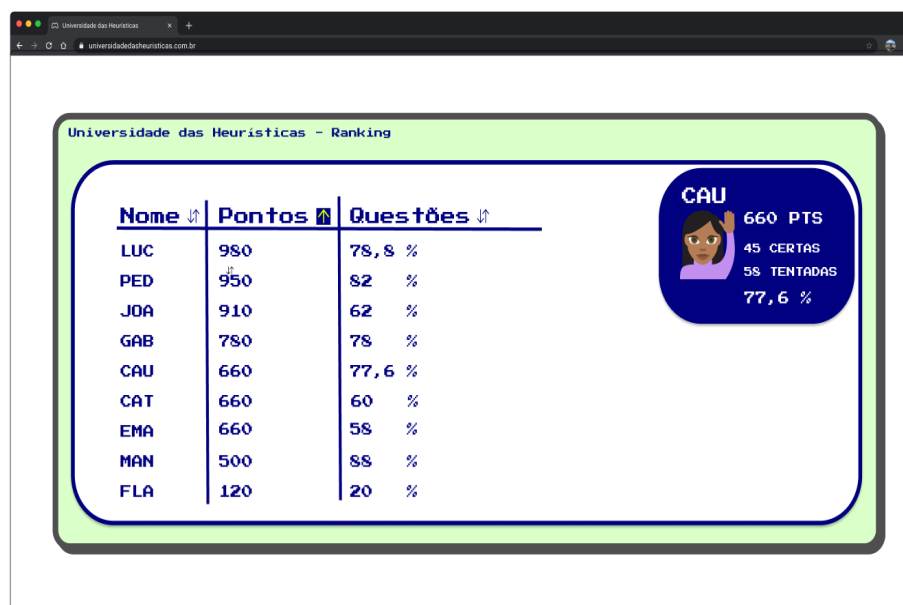 Universidade das Heurísticas
universidadedasheuristicas.com.br
Universidade das Heurísticas - Ranking
Nome Pontos Questões
LUC 980 78,8 %
PED 950 82 %
JOA 910 62 %
GAB 780 78 %
CAU 660 77,6 %
CAT 660 60 %
EMA 660 58 %
MAN 500 88 %
FLA 120 20 %
CAU
660 PTS
45 CERTAS
58 TENTADAS
77,6 %